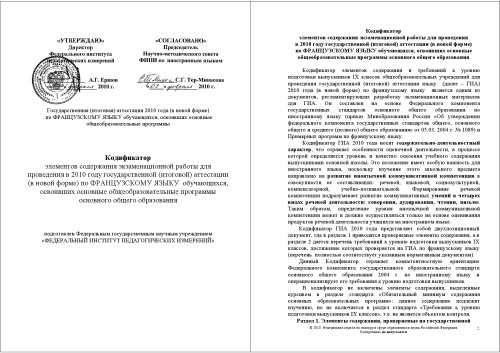 «УТВЕРЖДАЮ»
Директор
Федерального института
педагогических измерений
А.Г. Ершов
2010 г.
«СОГЛАСОВАНО»
Председатель
Научно-методического совета
ФИПИ по иностранным языкам
С.Г. Тер-Минасова
2010 г.
Государственная (итоговая) аттестация 2010 года (в новой форме)
по ФРАНЦУЗСКОМУ ЯЗЫКУ обучающихся, освоивших основные
общеобразовательные программы
Кодификатор
элементов содержания экзаменационной работы для
проведения в 2010 году государственной (итоговой) аттестации
(в новой форме) по ФРАНЦУЗСКОМУ ЯЗЫКУ обучающихся,
освоивших основные общеобразовательные программы
основного общего образования
подготовлен Федеральным государственным научным учреждением
«ФЕДЕРАЛЬНЫЙ ИНСТИТУТ ПЕДАГОГИЧЕСКИХ ИЗМЕРЕНИЙ»
Кодификатор
элементов содержания экзаменационной работы для проведения
в 2010 году государственной (итоговой) аттестации (в новой форме)
по ФРАНЦУЗСКОМУ ЯЗЫКУ обучающихся, освоивших основные
общеобразовательные программы основного общего образования
Кодификатор элементов содержания и требований к уровню
подготовки выпускников IX классов общеобразовательных учреждений для
проведения государственной (итоговой) аттестации (далее – ГИА)
2010 года (в новой форме) по французскому языку является одним из
документов, регламентирующих разработку экзаменационных материалов
для ГИА. Он составлен на основе Федерального компонента
государственных стандартов основного общего образования по
иностранному языку (приказ Минобразования России «Об утверждении
федерального компонента государственных стандартов общего, основного
общего и среднего (полного) общего образования» от 05.03. 2004 г. № 1089) и
Примерных программ по французскому языку.
Кодификатор ГИА 2010 года носит операционально-деятельностный
характер, что отражает особенности оценочной деятельности, в процессе
которой определяется уровень и качество освоения учебного содержания
выпускниками основной школы. Это положение имеет особую важность для
иностранного языка, поскольку изучение этого школьного предмета
направлено на развитие иноязычной коммуникативной компетенции в
совокупности ее составляющих: речевой, языковой, социокультурной,
компенсаторной, учебно-познавательной. Формирование речевой
компетенции подразумевает развитие коммуникативных умений в четырех
видах речевой деятельности: говорении, аудировании, чтении, письме.
Таким образом, определение уровня иноязычной коммуникативной
компетенции может и должно осуществляться только на основе оценивания
продуктов речевой деятельности учащихся на иностранном языке.
Кодификатор ГИА 2010 года представляет собой двухпозиционный
документ, где в разделе 1 приводятся проверяемые элементы содержания, а в
разделе 2 дается перечень требований к уровню подготовки выпускников IX
классов, достижение которых проверяется на ГИА по французскому языку
(перечень полностью соответствует указанным нормативным документам).
Данный Кодификатор отражает компетентностную ориентацию
Федерального компонента государственного образовательного стандарта
основного общего образования 2004 г. по иностранному языку и
операционализирует его требования к уровню подготовки выпускников.
В кодификатор не включены элементы содержания, выделенные
курсивом в разделе стандарта «Обязательный минимум содержания
основных образовательных программ»: данное содержание подлежит
изучению, но не включается в раздел стандарта «Требования к уровню
подготовки выпускников IX классов», т.е. не является объектом контроля.
Раздел 1. Элементы содержания, проверяемые на государственной
© 2010 Федеральная служба по надзору в сфере образования и науки Российской Федерации
Копирование не допускается
2